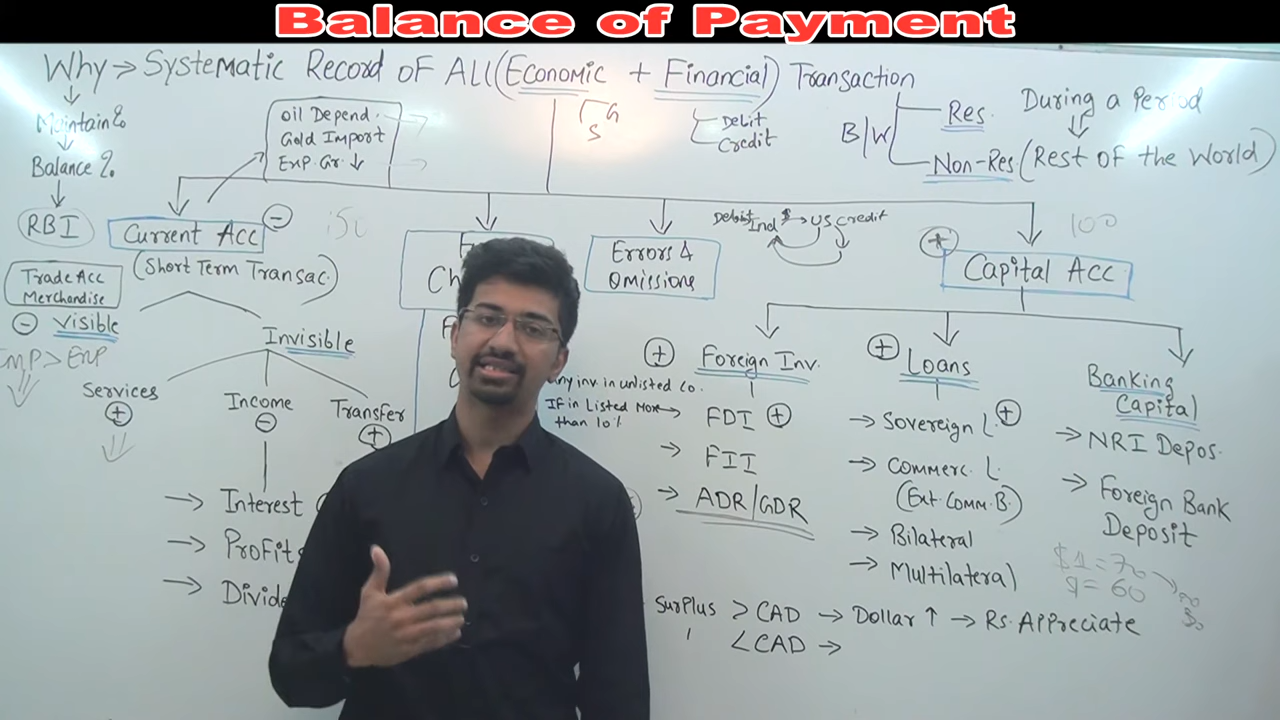 Balance of Payment
Why → Systematic Record of All (Economic + Financial) Transaction
Maintain?
Balance?
RBI
Oil Depend.
Gold Import
Exp. Gr. ↓
G
S
Debit
Credit
B/W
Res.
Non-Res. (Rest of the World)
During a Period
Current Acc ⊖
(Short Term Transac.)
Trade Acc
Merchandise
⊖ Visible
Imp > Exp
Invisible
Services
⊕
Income
⊖
Transfer
⊕
→ Interest
→ Profits
→ Divide
Errors &
Omissions
Debit Ind $ → US Credit
100
⊕ Capital Acc
⊕ Foreign Inv.
Any inv. in unlisted co.
If in Listed More → FDI ⊕
than 10%
→ FII
→ ADR/GDR
⊕ Loans
→ Sovereign L. ⊕
→ Commerc. L.
(Ext. Comm. B.)
→ Bilateral
→ Multilateral
Banking
Capital
→ NRI Depos.
→ Foreign Bank
Deposit
$1 = 70
= 60
Surplus > CAD → Dollar ↑ → Rs. Appreciate
< CAD →